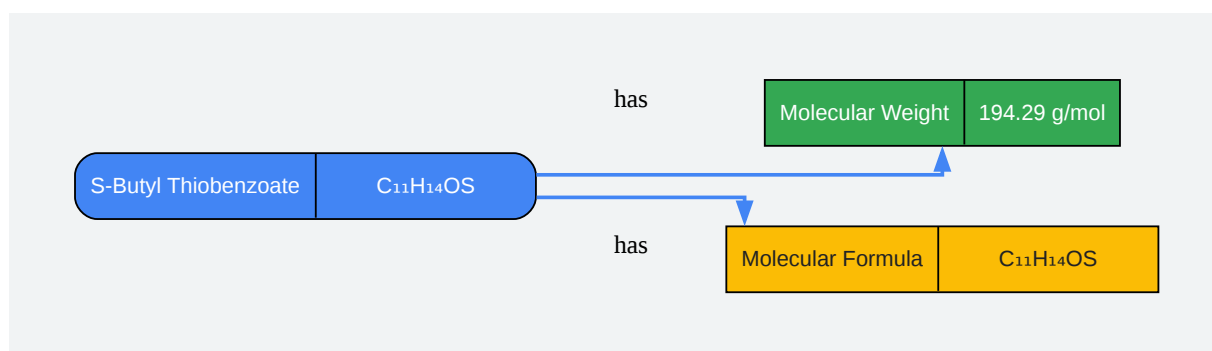 has
Molecular Weight 194.29 g/mol
S-Butyl Thiobenzoate C₁₁H₁₄OS
has
Molecular Formula C₁₁H₁₄OS